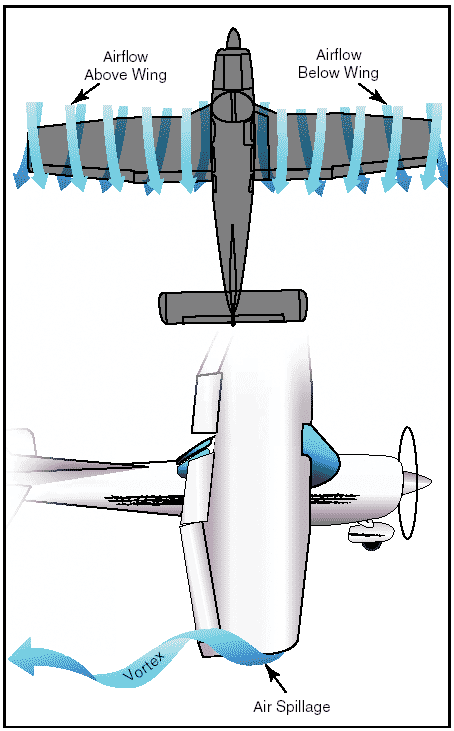 Airflow
Above Wing
Airflow
Below Wing
Vortex
Air Spillage